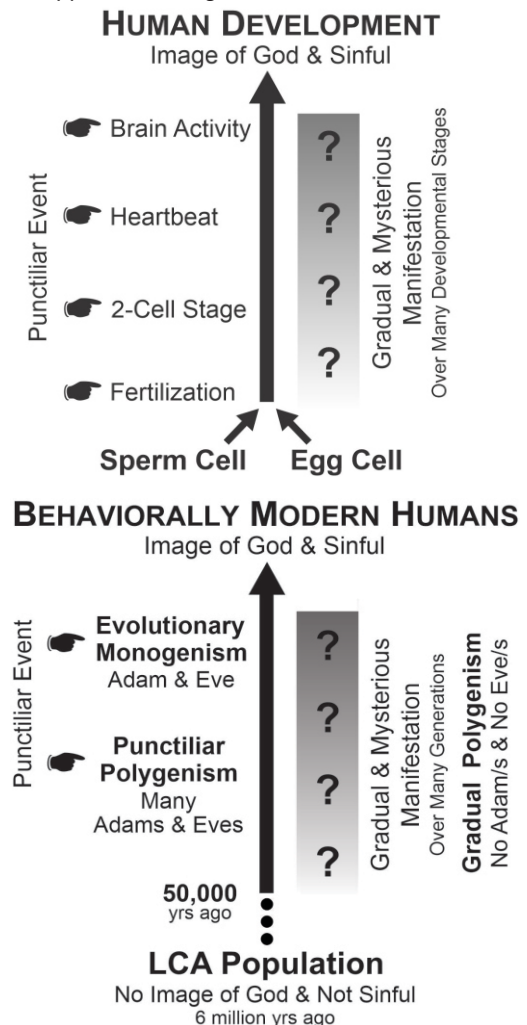 HUMAN DEVELOPMENT
Image of God & Sinful
Punctiliar Event
Brain Activity
Heartbeat
2-Cell Stage
Fertilization
?
?
?
?
Gradual & Mysterious
Manifestation
Over Many Developmental Stages
Sperm Cell
Egg Cell
BEHAVIORALLY MODERN HUMANS
Image of God & Sinful
Punctiliar Event
Evolutionary
Monogenism
Adam & Eve
Punctiliar
Polygenism
Many
Adams & Eves
?
?
?
?
Gradual & Mysterious
Manifestation
Over Many Generations
Gradual Polygenism
No Adam/s & No Eve/s
50,000
yrs ago
LCA Population
No Image of God & Not Sinful
6 million yrs ago